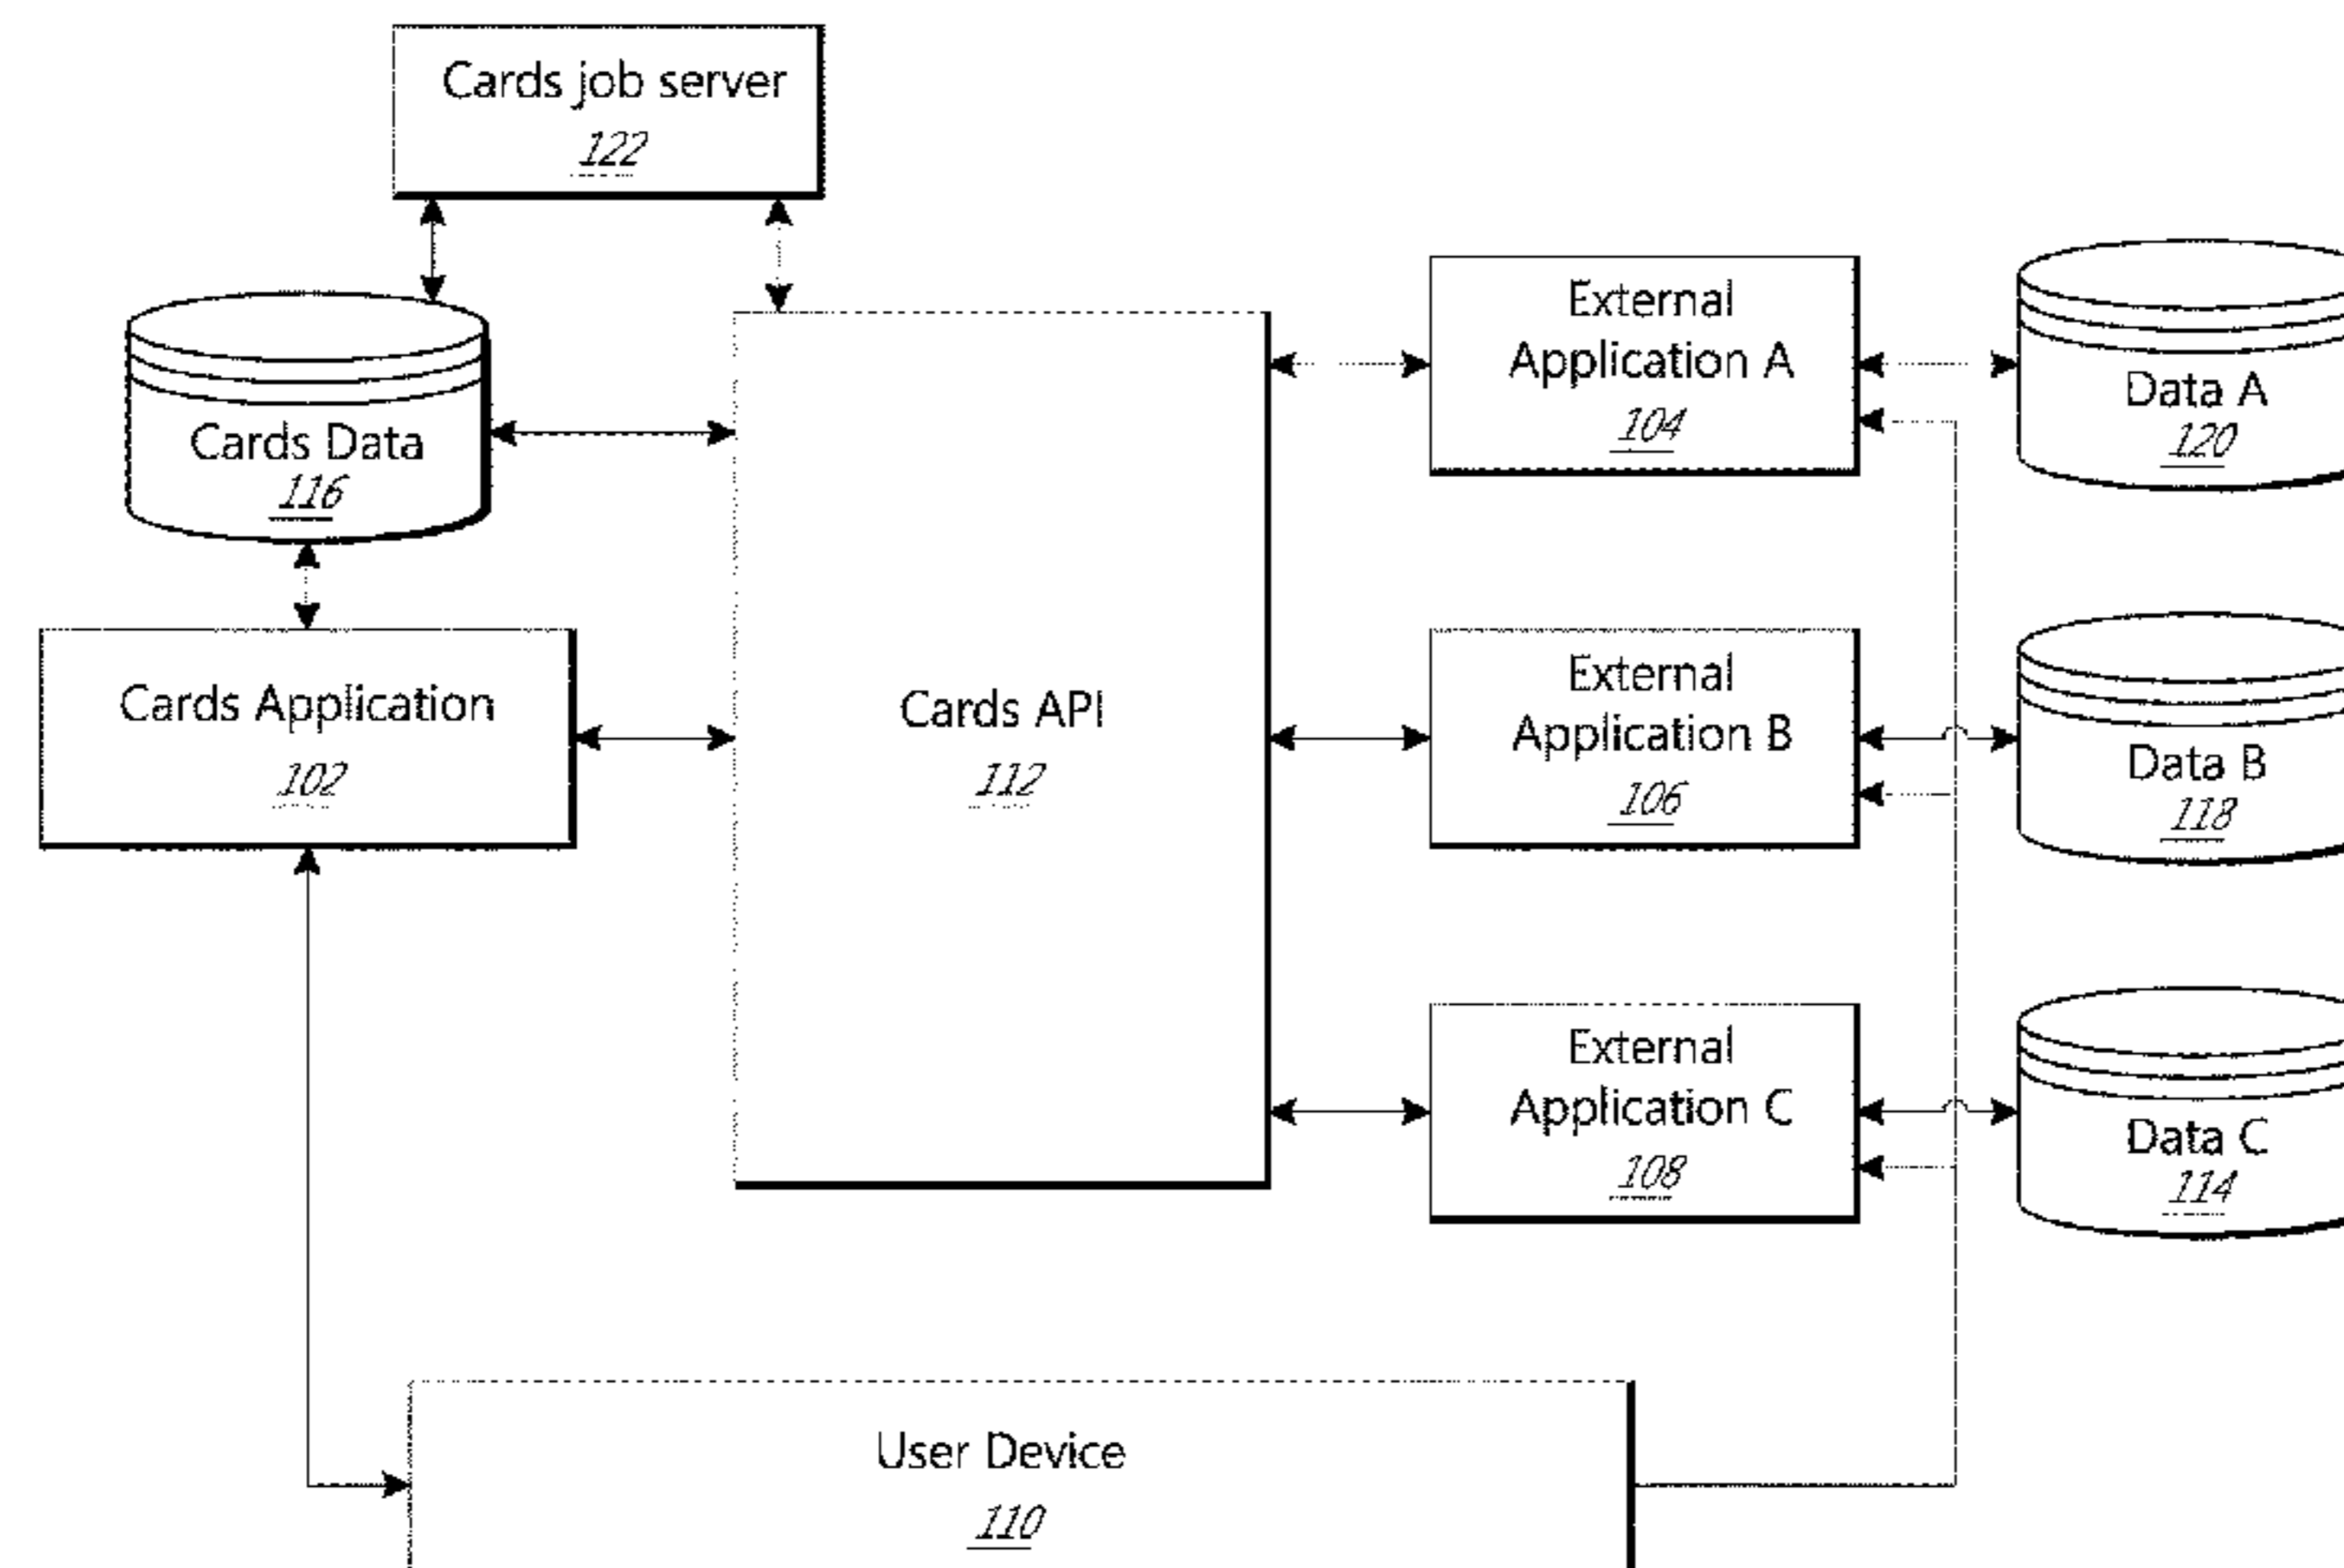 Cards job server
122
Cards Data
116
Cards Application
102
Cards API
112
External
Application A
104
Data A
120
External
Application B
106
Data B
118
External
Application C
108
Data C
114
User Device
110